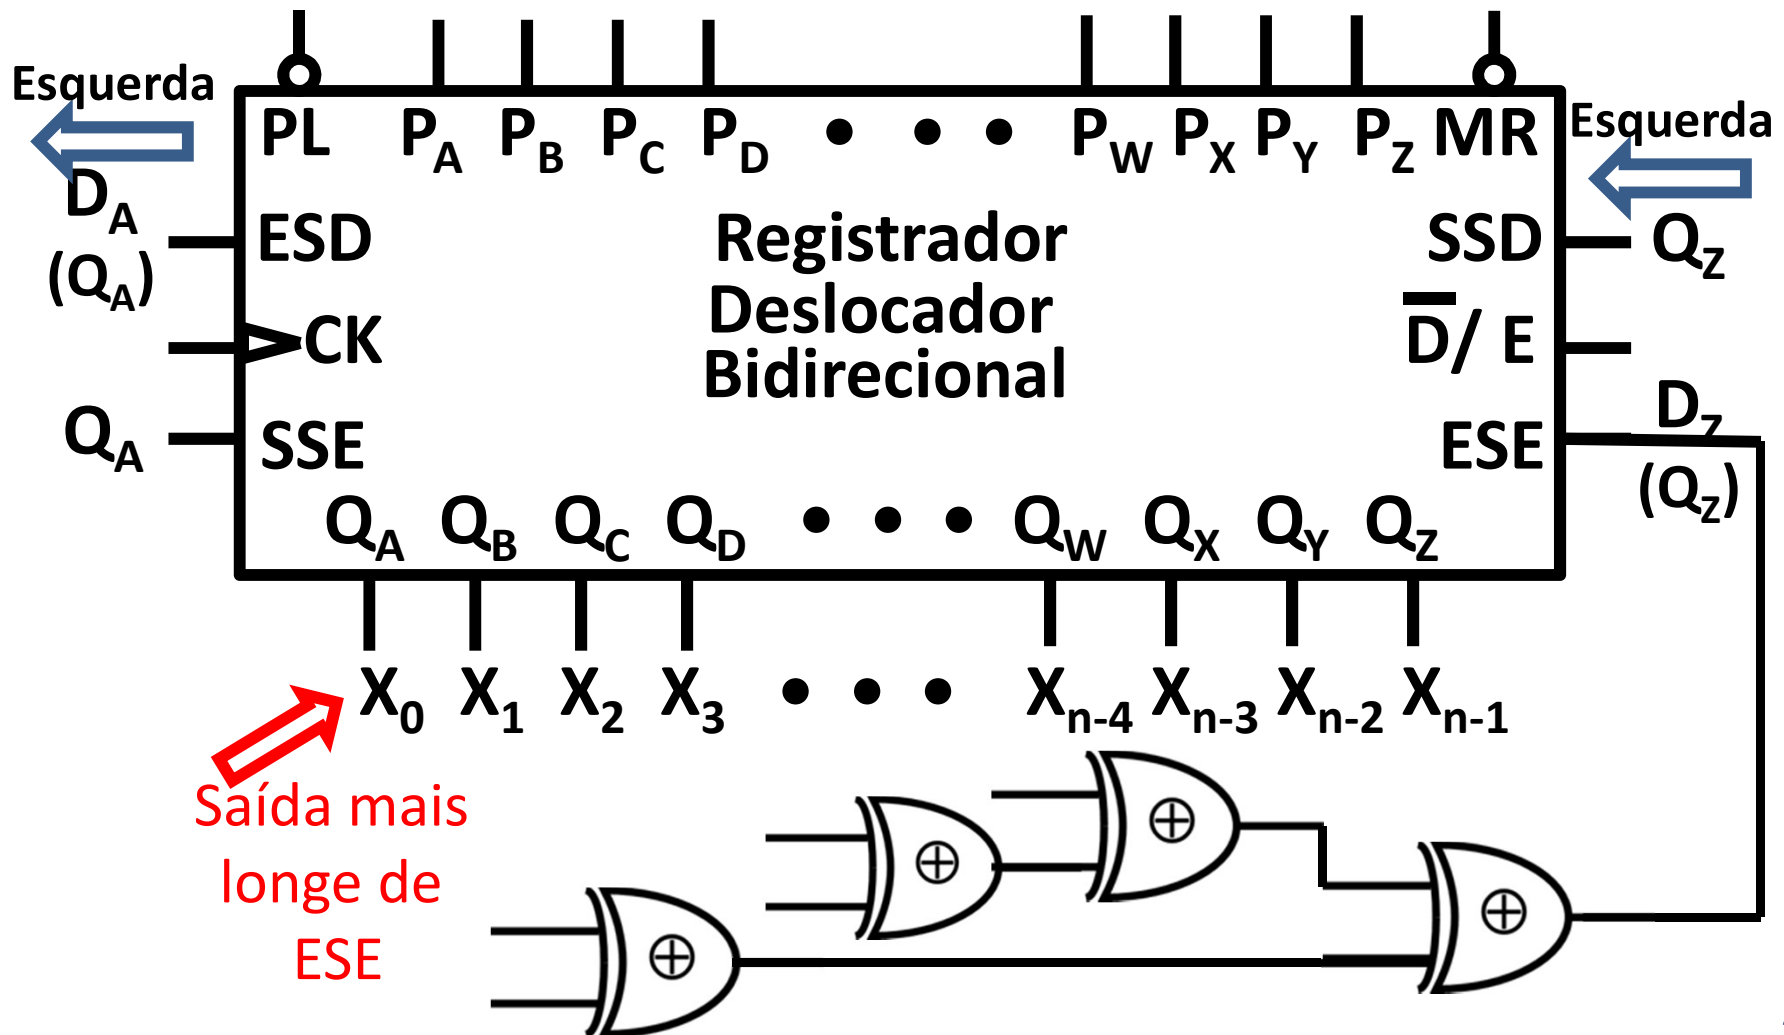 Esquerda
PL P_A P_B P_C P_D • • • P_W P_X P_Y P_Z MR
Esquerda
D_A
ESD Registrador SSD Q_Z
(Q_A)
Deslocador
CK D̅/ E
Bidirecional
D_Z
Q_A SSE ESE
(Q_Z)
Q_A Q_B Q_C Q_D • • • Q_W Q_X Q_Y Q_Z
X_0 X_1 X_2 X_3 • • • X_n-4 X_n-3 X_n-2 X_n-1
Saída mais
longe de
ESE